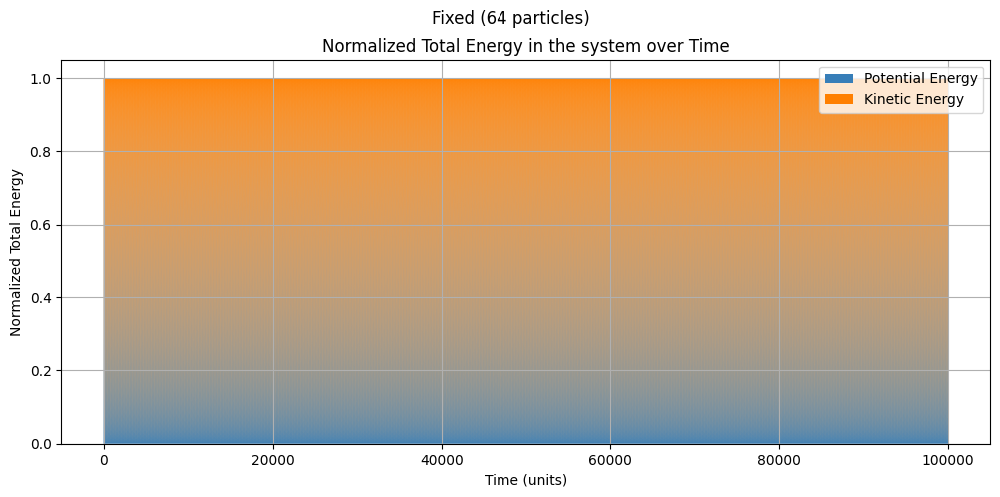 Fixed (64 particles)
Normalized Total Energy in the system over Time
Potential Energy
Kinetic Energy
1.0
0.8
0.6
0.4
0.2
0.0
Normalized Total Energy
0 20000 40000 60000 80000 100000
Time (units)